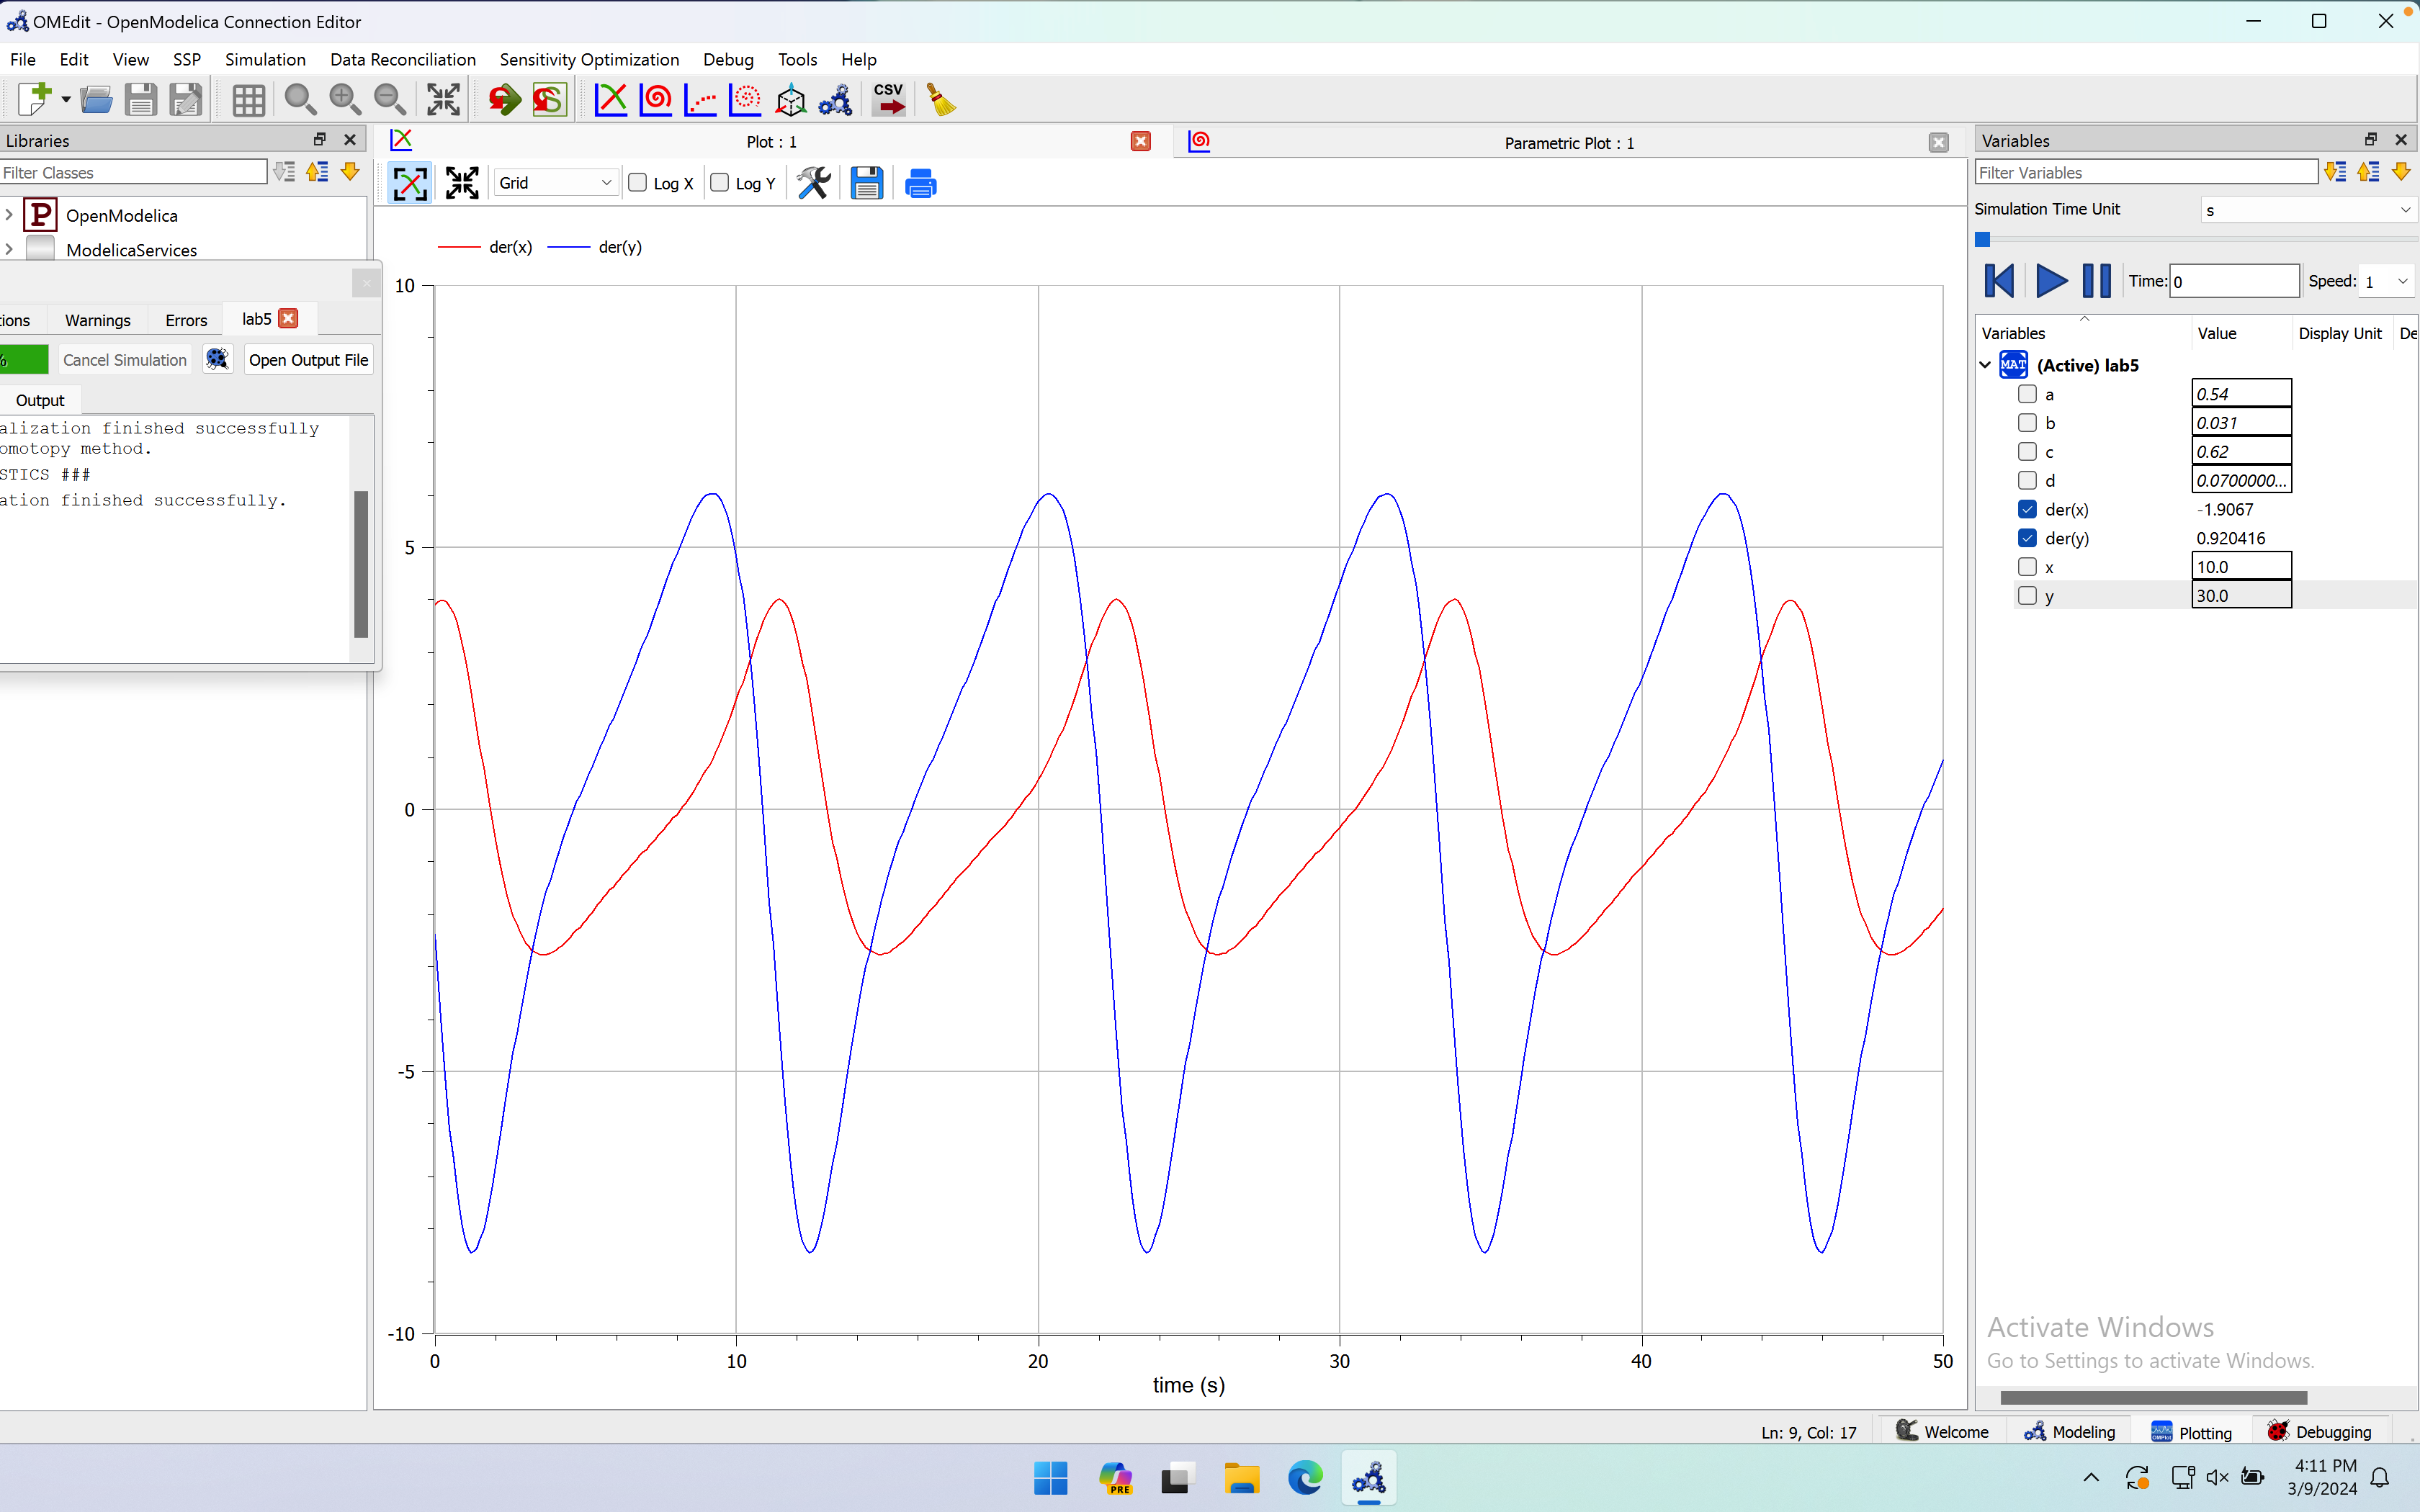 OMEdit - OpenModelica Connection Editor
File Edit View SSP Simulation Data Reconciliation Sensitivity Optimization Debug Tools Help
CSV
Libraries
Filter Classes
P OpenModelica
ModelicaServices
ions Warnings Errors lab5
% Cancel Simulation Open Output File
Output
alization finished successfully
omotopy method.
STICS ###
ation finished successfully.
Plot : 1
Parametric Plot : 1
Grid Log X Log Y
der(x) der(y)
10
5
0
-5
-10
0 10 20 30 40 50
time (s)
Variables
Filter Variables
Simulation Time Unit s
Time: 0 Speed: 1
Variables Value Display Unit De
MAT (Active) lab5
a 0.54
b 0.031
c 0.62
d 0.0700000...
der(x) -1.9067
der(y) 0.920416
x 10.0
y 30.0
Activate Windows
Go to Settings to activate Windows.
Ln: 9, Col: 17 Welcome Modeling Plotting Debugging
PRE
4:11 PM
3/9/2024